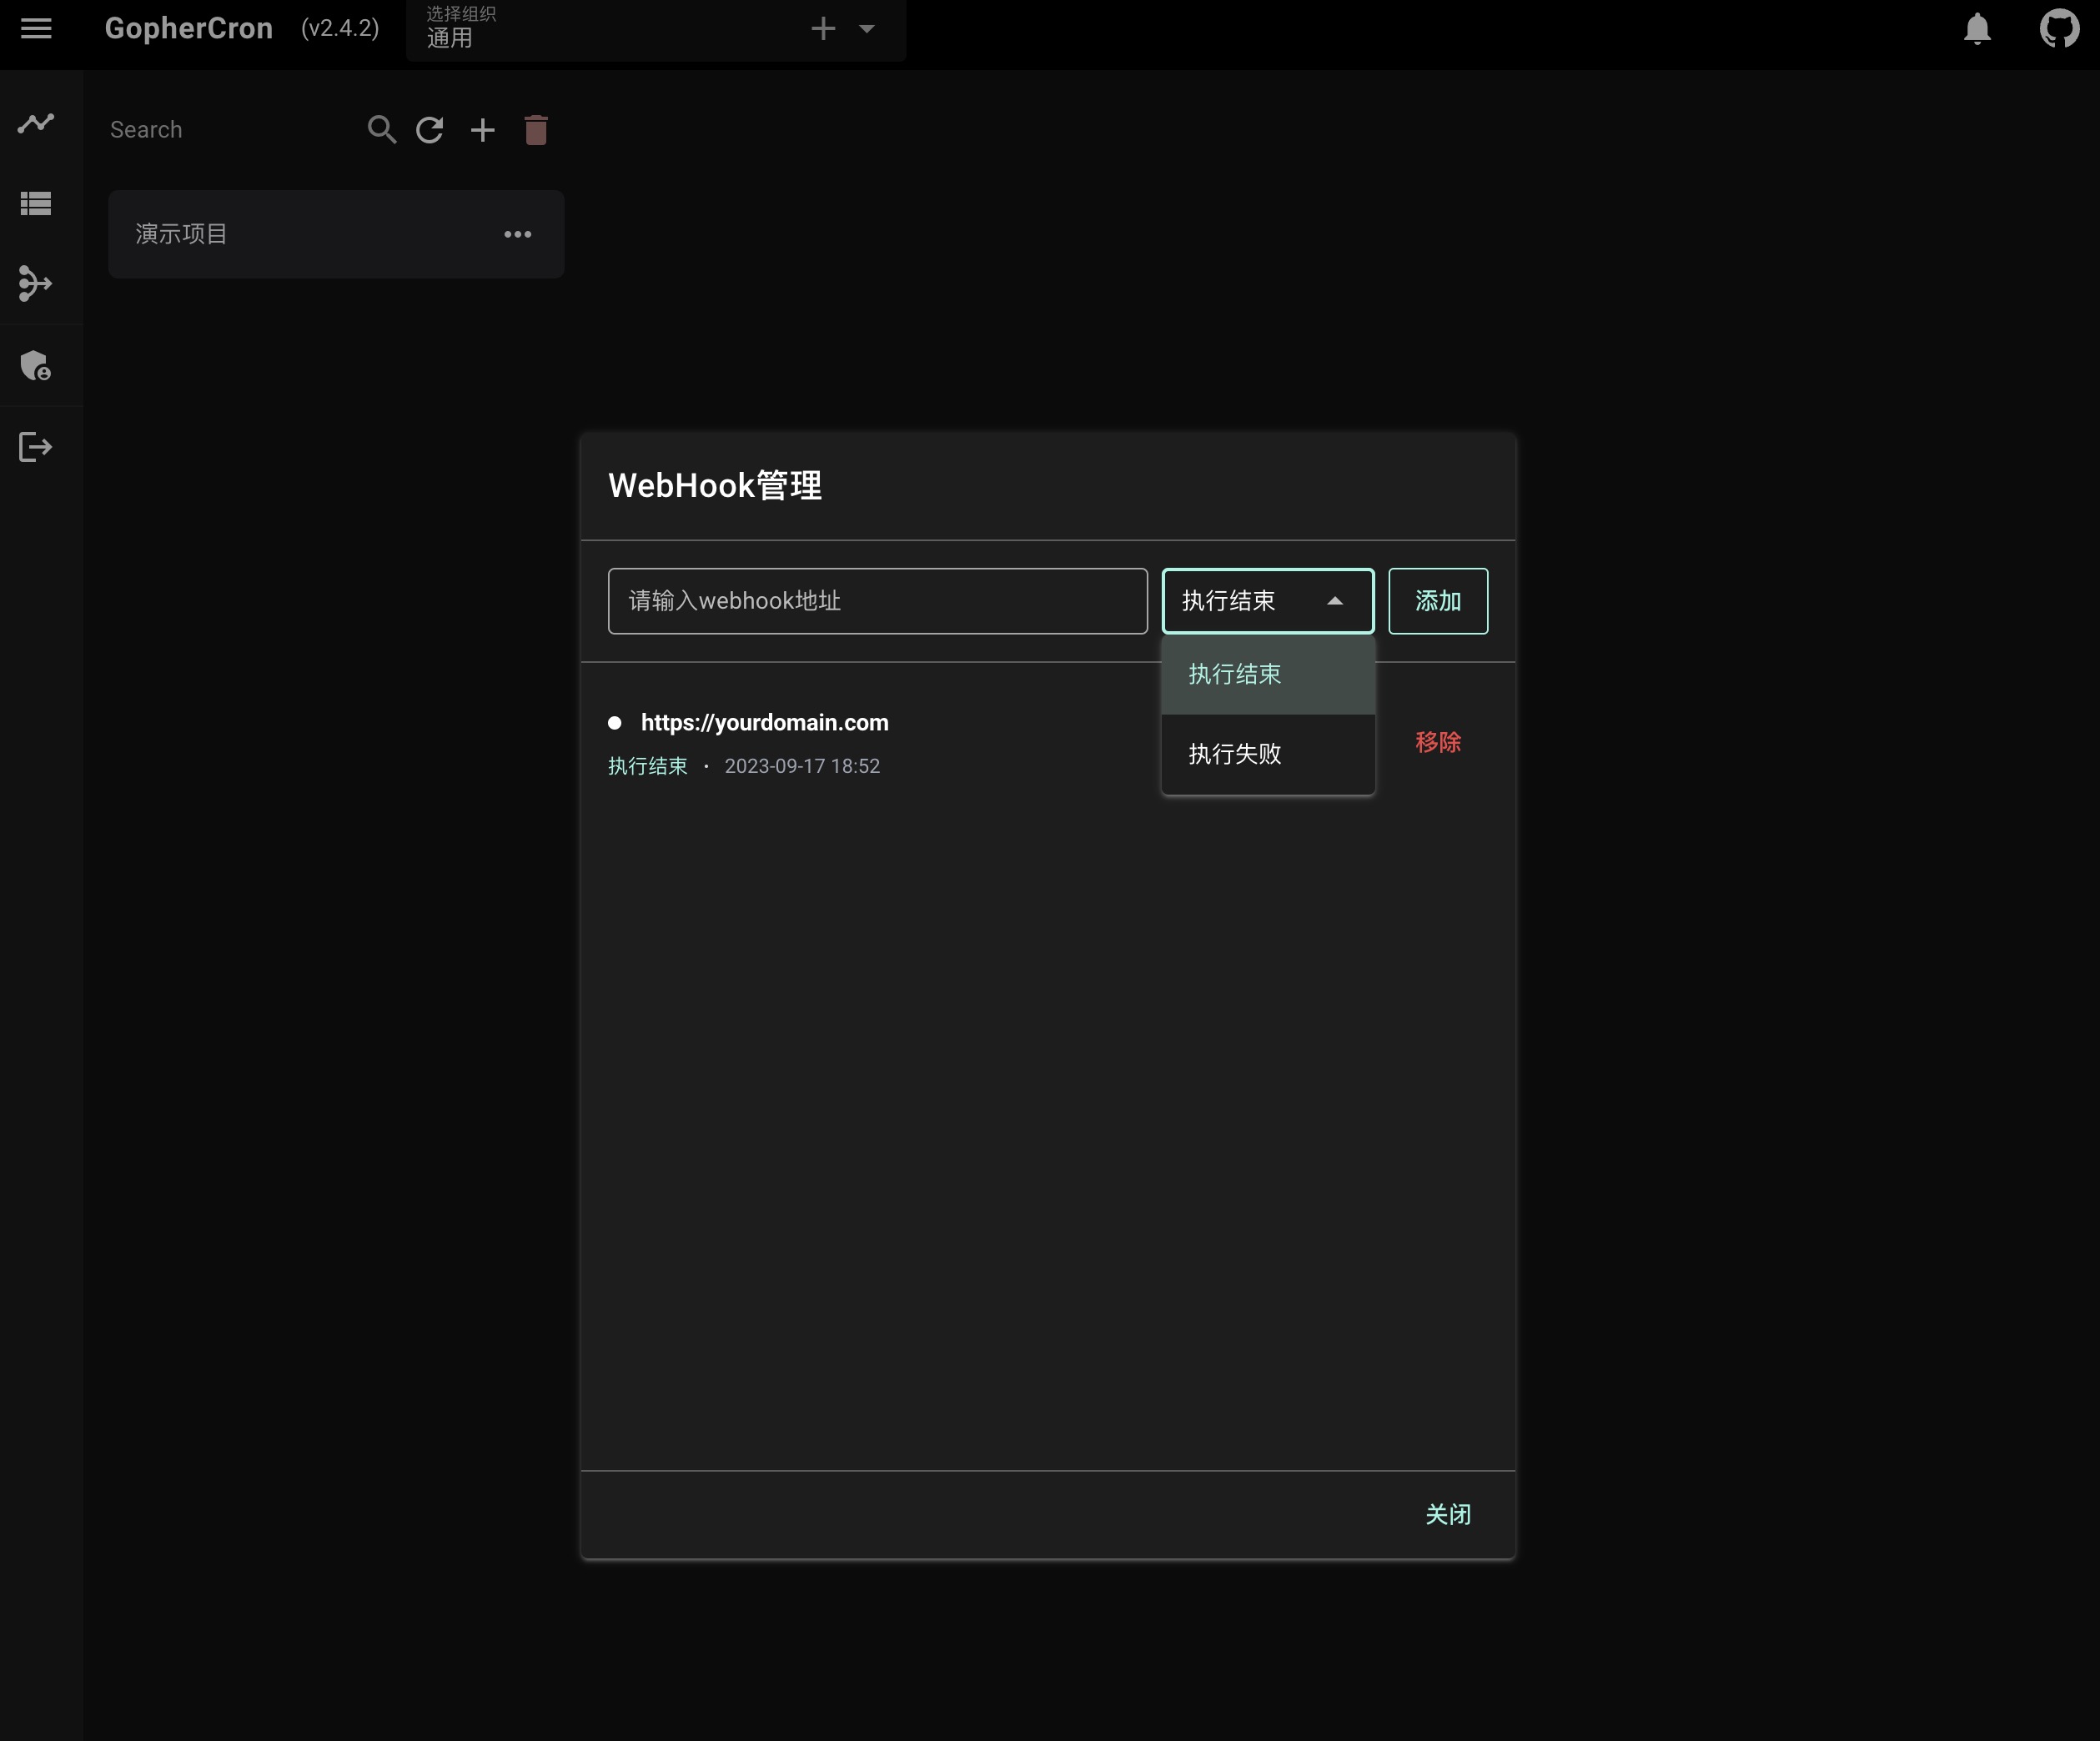 GopherCron (v2.4.2)
选择组织
通用
Search
演示项目
WebHook管理
请输入webhook地址
执行结束
添加
执行结束
执行失败
https://yourdomain.com
执行结束 · 2023-09-17 18:52
移除
关闭